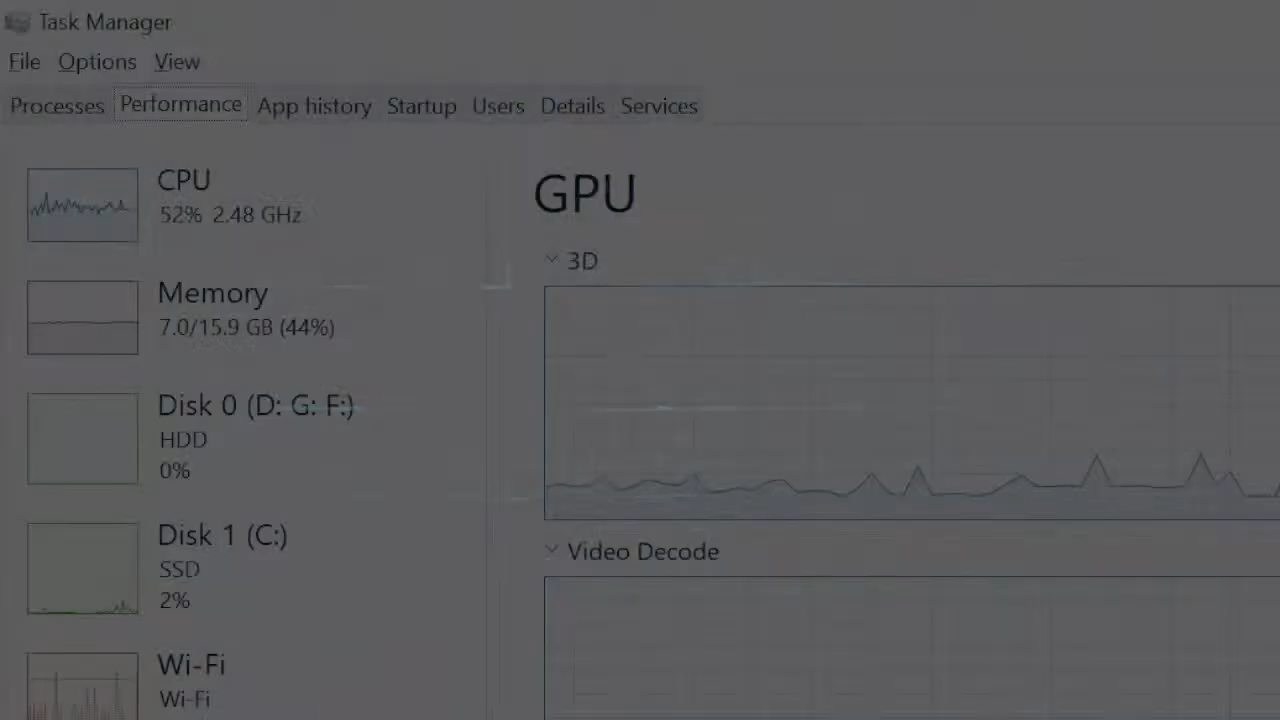 Task Manager
File Options View
Processes Performance App history Startup Users Details Services
CPU
52% 2.48 GHz
Memory
7.0/15.9 GB (44%)
Disk 0 (D: G: F:)
HDD
0%
Disk 1 (C:)
SSD
2%
Wi-Fi
Wi-Fi
GPU
3D
Video Decode